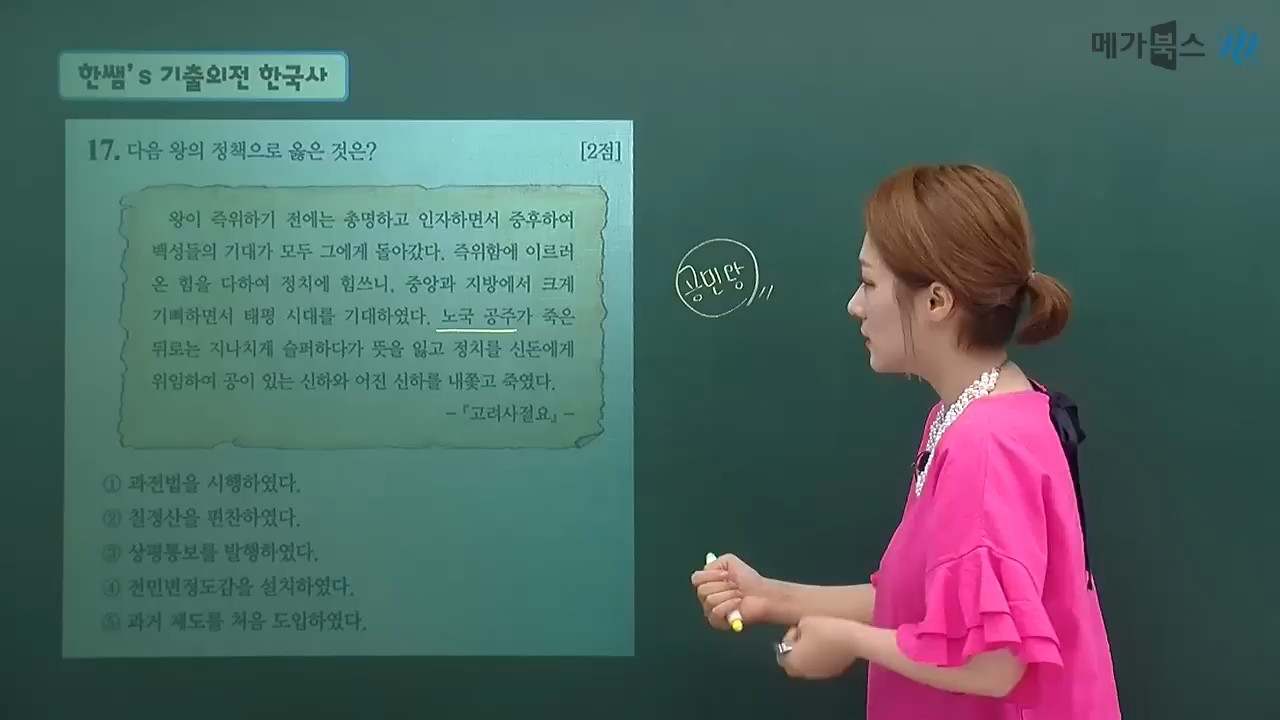 메가북스
한쌤's 기출외전 한국사
17. 다음 왕의 정책으로 옳은 것은? [2점]
왕이 즉위하기 전에는 총명하고 인자하면서 중후하여
백성들의 기대가 모두 그에게 돌아갔다. 즉위함에 이르러
온 힘을 다하여 정치에 힘쓰니, 중앙과 지방에서 크게
기뻐하면서 태평 시대를 기대하였다. 노국 공주가 죽은
뒤로는 지나치게 슬퍼하다가 뜻을 잃고 정치를 신돈에게
위임하여 공이 있는 신하와 어진 신하를 내쫓고 죽였다.
-『고려사절요』-
공민왕
① 과전법을 시행하였다.
② 칠정산을 편찬하였다.
③ 상평통보를 발행하였다.
④ 전민변정도감을 설치하였다.
⑤ 과거 제도를 처음 도입하였다.